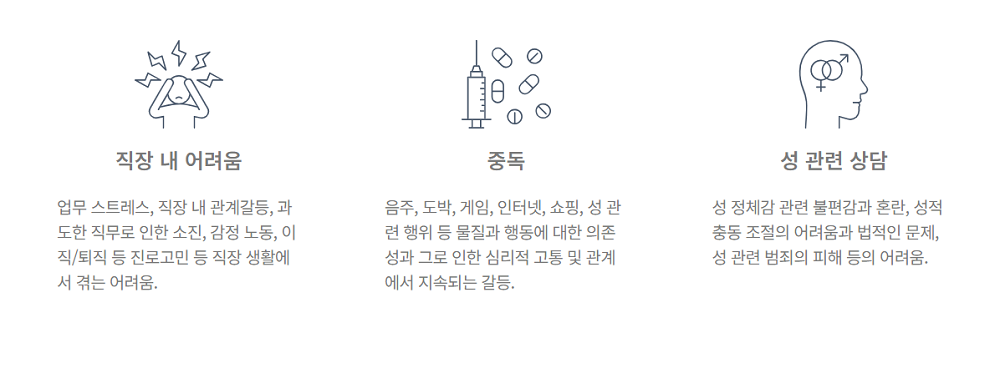 직장 내 어려움
업무 스트레스, 직장 내 관계갈등, 과
도한 직무로 인한 소진, 감정 노동, 이
직/퇴직 등 진로고민 등 직장 생활에
서 겪는 어려움.
중독
음주, 도박, 게임, 인터넷, 쇼핑, 성 관
련 행위 등 물질과 행동에 대한 의존
성과 그로 인한 심리적 고통 및 관계
에서 지속되는 갈등.
성 관련 상담
성 정체감 관련 불편감과 혼란, 성적
충동 조절의 어려움과 법적인 문제,
성 관련 범죄의 피해 등의 어려움.